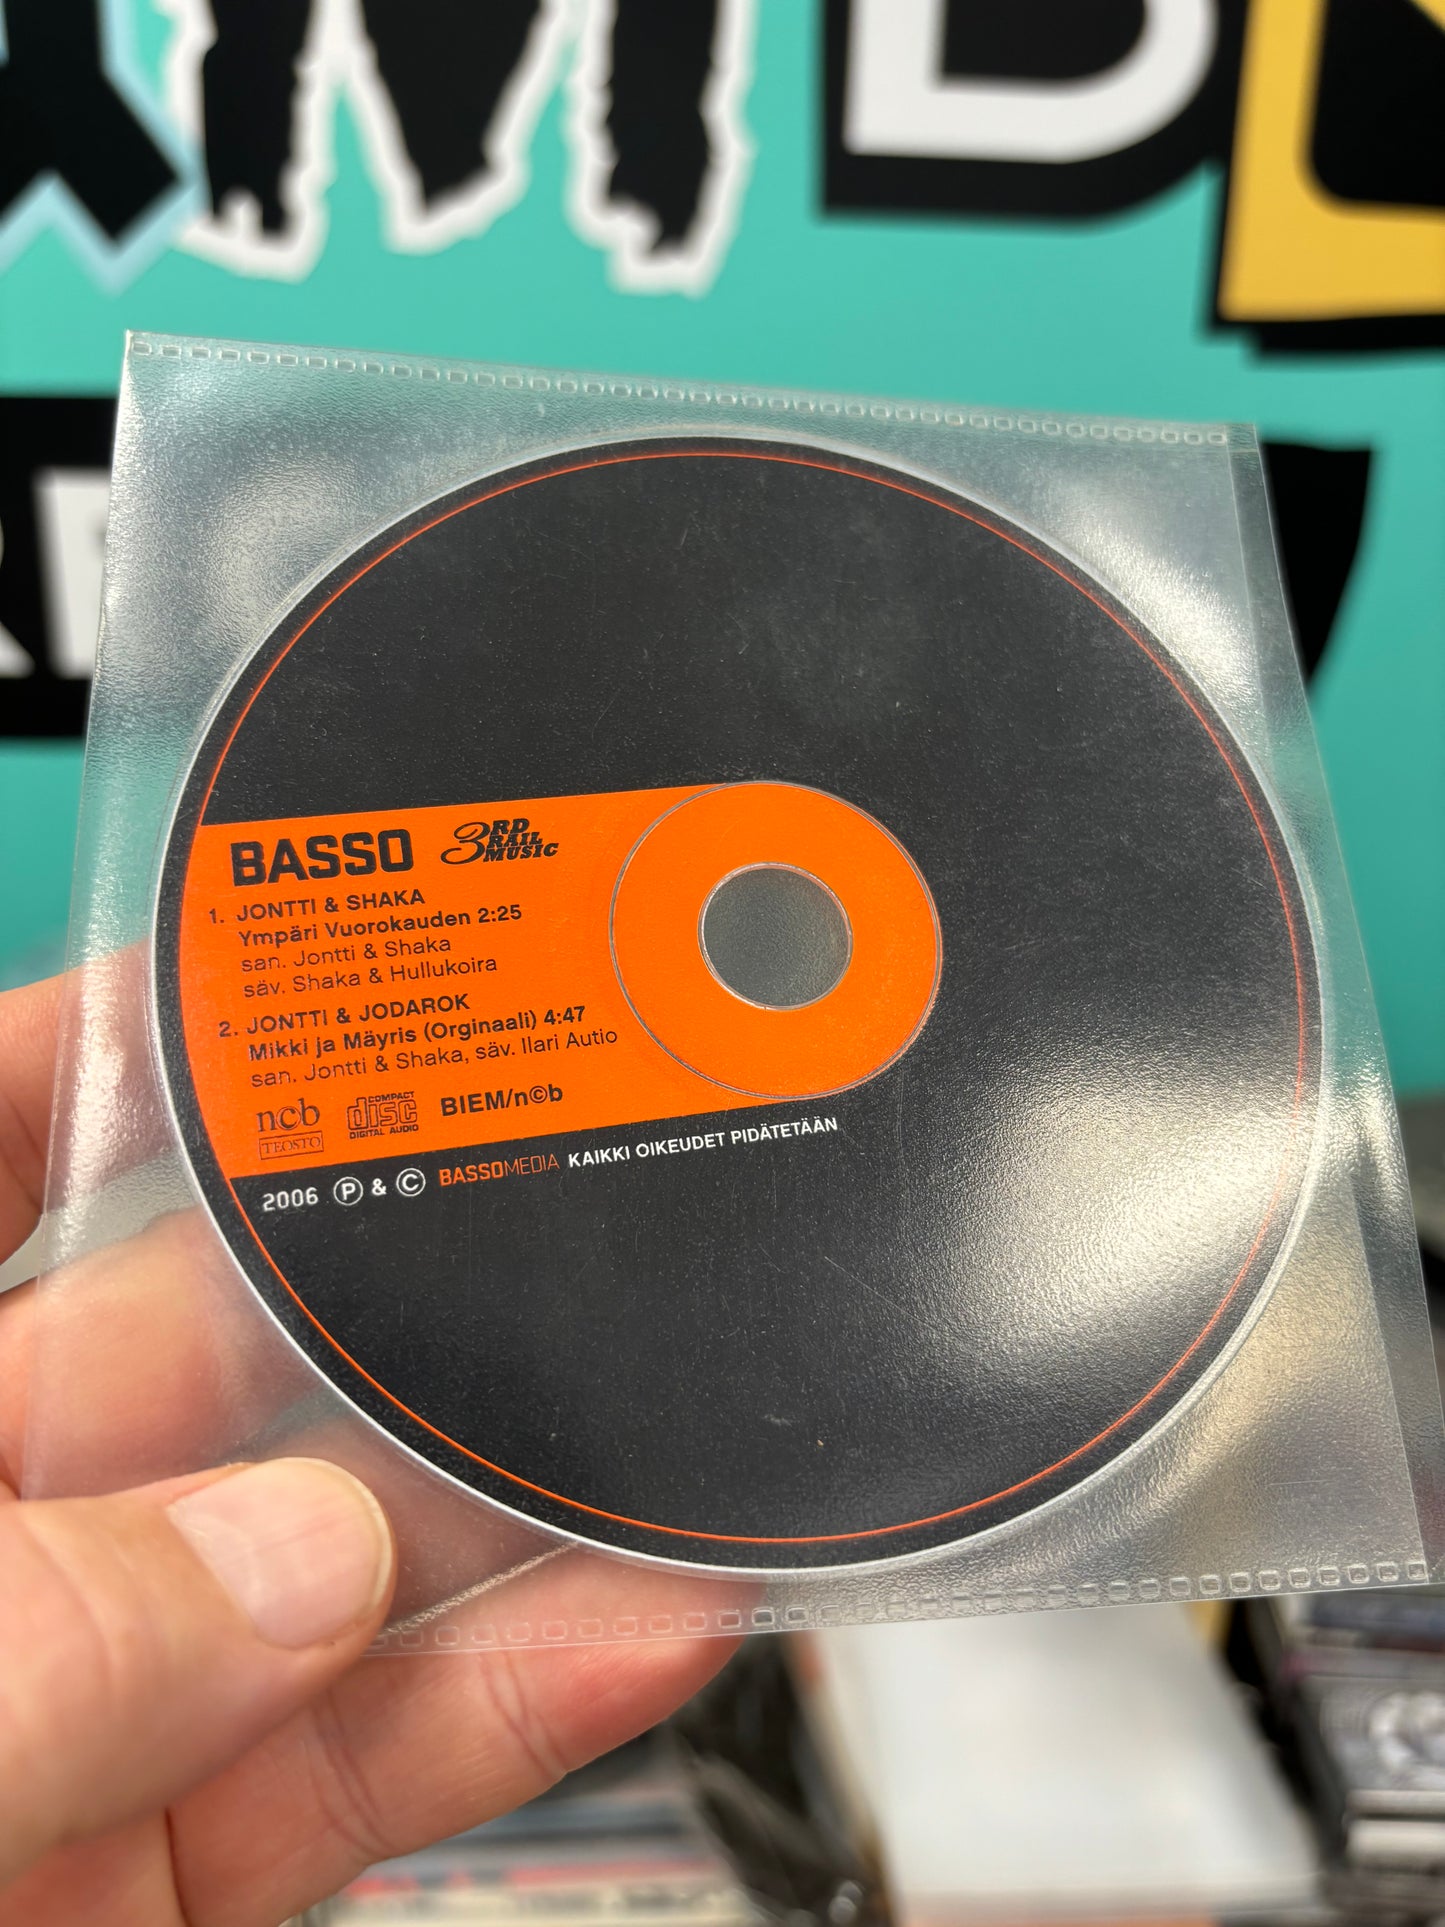 BASSO
3RD RAIL MUSIC
1. JONTTI & SHAKA
Ympäri Vuorokauden 2:25
san. Jontti & Shaka
säv. Shaka & Hullukoira
2. JONTTI & JODAROK
Mikki ja Mäyris (Orginaali) 4:47
san. Jontti & Shaka, säv. Ilari Autio
ncb
TEOSTO
COMPACT
disc
DIGITAL AUDIO
BIEM/n©b
2006 Ⓟ & Ⓒ BASSOMEDIA KAIKKI OIKEUDET PIDÄTETÄÄN